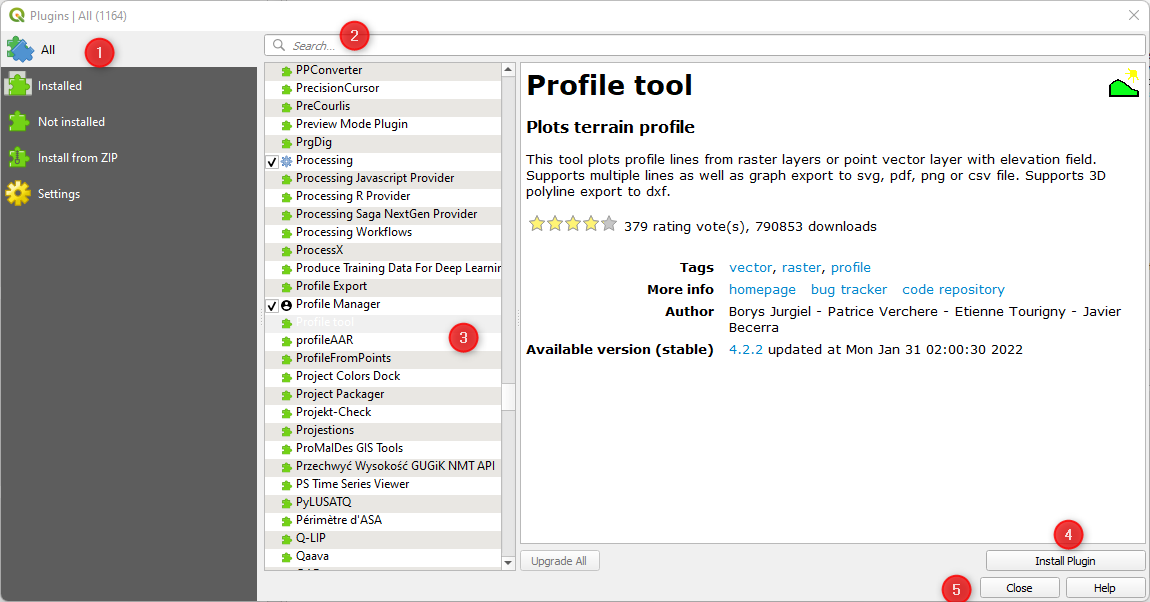 Plugins | All (1164)
All
1
Installed
Not installed
Install from ZIP
Settings
2
Search...
PPConverter
PrecisionCursor
PreCourlis
Preview Mode Plugin
PrgDig
Processing
Processing Javascript Provider
Processing R Provider
Processing Saga NextGen Provider
Processing Workflows
ProcessX
Produce Training Data For Deep Learnin
Profile Export
Profile Manager
Profile tool
profileAAR
ProfileFromPoints
Project Colors Dock
Project Packager
Projekt-Check
Projestions
ProMalDes GIS Tools
Przechwyć Wysokość GUGiK NMT API
PS Time Series Viewer
PyLUSATQ
Périmètre d'ASA
Q-LIP
Qaava
3
Profile tool
Plots terrain profile
This tool plots profile lines from raster layers or point vector layer with elevation field.
Supports multiple lines as well as graph export to svg, pdf, png or csv file. Supports 3D
polyline export to dxf.
379 rating vote(s), 790853 downloads
Tags vector, raster, profile
More info homepage bug tracker code repository
Author Borys Jurgiel - Patrice Verchere - Etienne Tourigny - Javier
Becerra
Available version (stable) 4.2.2 updated at Mon Jan 31 02:00:30 2022
4
Upgrade All
Install Plugin
5
Close
Help